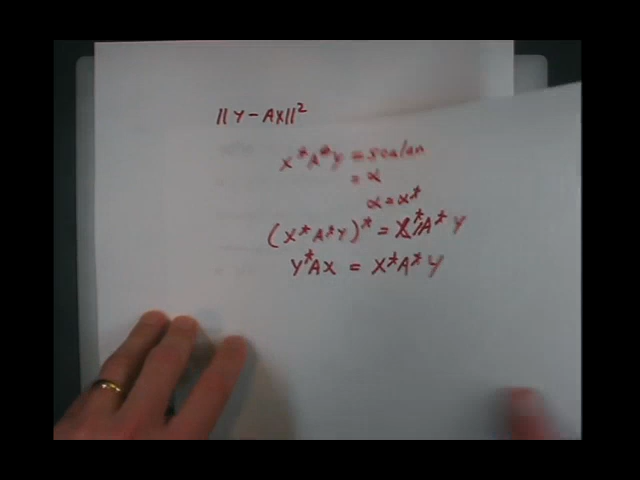 || Y - AX ||²
X*A*Y = scalar
= α
α = α*
(X*A*Y)* = X*A*Y
Y*AX = X*A*Y